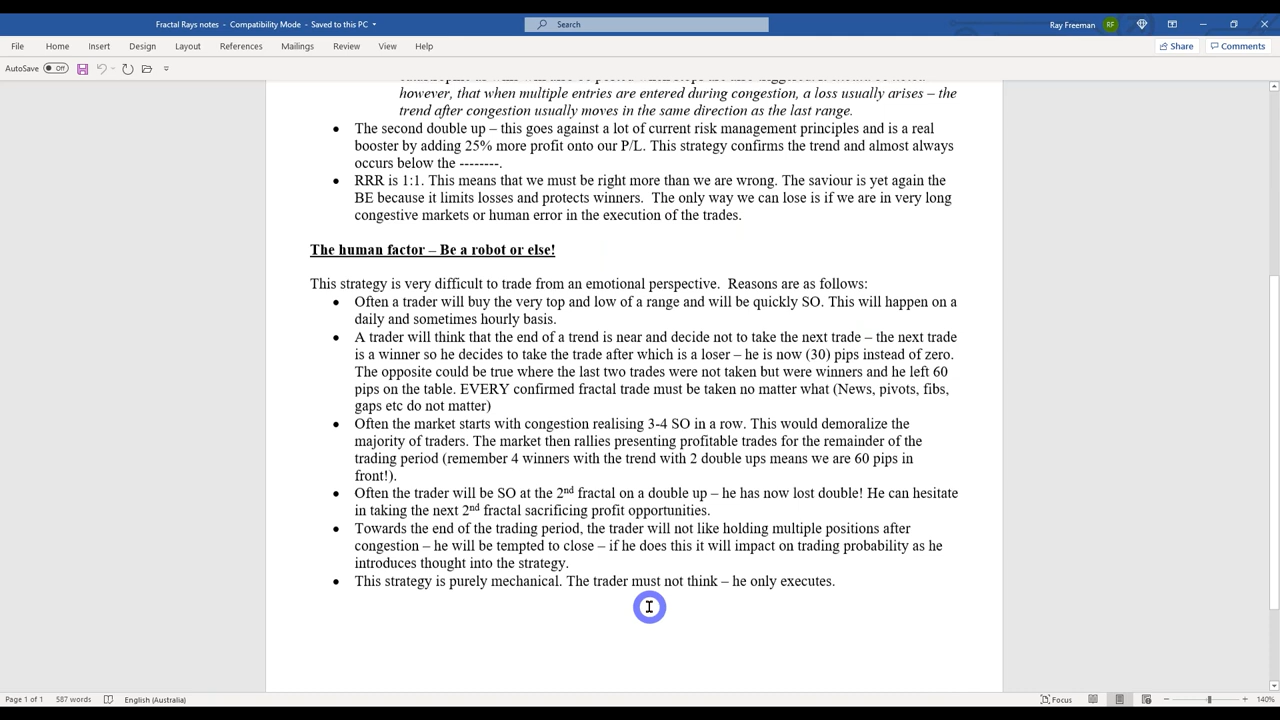 Fractal Rays notes - Compatibility Mode - Saved to this PC
Search
Ray Freeman RF
File Home Insert Design Layout References Mailings Review View Help
Share Comments
AutoSave Off
however, that when multiple entries are entered during congestion, a loss usually arises – the
trend after congestion usually moves in the same direction as the last range.
• The second double up – this goes against a lot of current risk management principles and is a real
booster by adding 25% more profit onto our P/L. This strategy confirms the trend and almost always
occurs below the --------.
• RRR is 1:1. This means that we must be right more than we are wrong. The saviour is yet again the
BE because it limits losses and protects winners.  The only way we can lose is if we are in very long
congestive markets or human error in the execution of the trades.
The human factor – Be a robot or else!
This strategy is very difficult to trade from an emotional perspective.  Reasons are as follows:
• Often a trader will buy the very top and low of a range and will be quickly SO. This will happen on a
daily and sometimes hourly basis.
• A trader will think that the end of a trend is near and decide not to take the next trade – the next trade
is a winner so he decides to take the trade after which is a loser – he is now (30) pips instead of zero.
The opposite could be true where the last two trades were not taken but were winners and he left 60
pips on the table. EVERY confirmed fractal trade must be taken no matter what (News, pivots, fibs,
gaps etc do not matter)
• Often the market starts with congestion realising 3-4 SO in a row. This would demoralize the
majority of traders. The market then rallies presenting profitable trades for the remainder of the
trading period (remember 4 winners with the trend with 2 double ups means we are 60 pips in
front!).
• Often the trader will be SO at the 2nd fractal on a double up – he has now lost double! He can hesitate
in taking the next 2nd fractal sacrificing profit opportunities.
• Towards the end of the trading period, the trader will not like holding multiple positions after
congestion – he will be tempted to close – if he does this it will impact on trading probability as he
introduces thought into the strategy.
• This strategy is purely mechanical. The trader must not think – he only executes.
Page 1 of 1 587 words English (Australia) Focus 140%